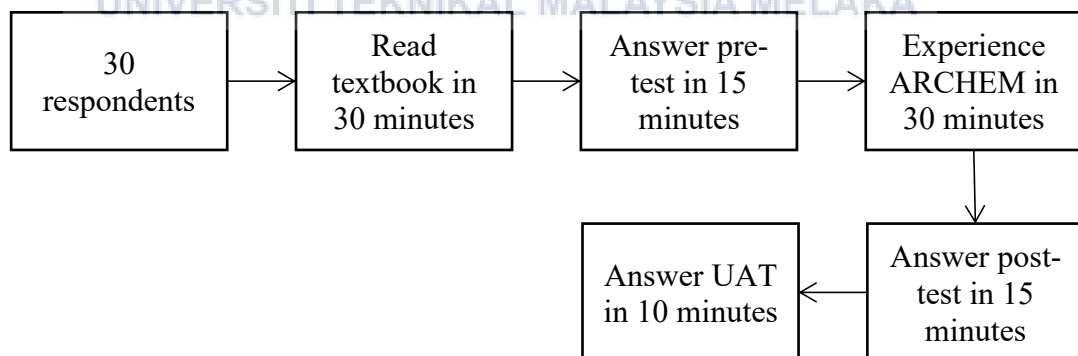 UNIVERSITI TEKNIKAL MALAYSIA MELAKA
30
respondents
Read
textbook in
30 minutes
Answer pre-
test in 15
minutes
Experience
ARCHEM in
30 minutes
Answer post-
test in 15
minutes
Answer UAT
in 10 minutes